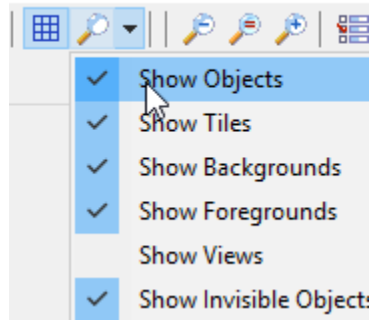 Show Objects
Show Tiles
Show Backgrounds
Show Foregrounds
Show Views
Show Invisible Objects